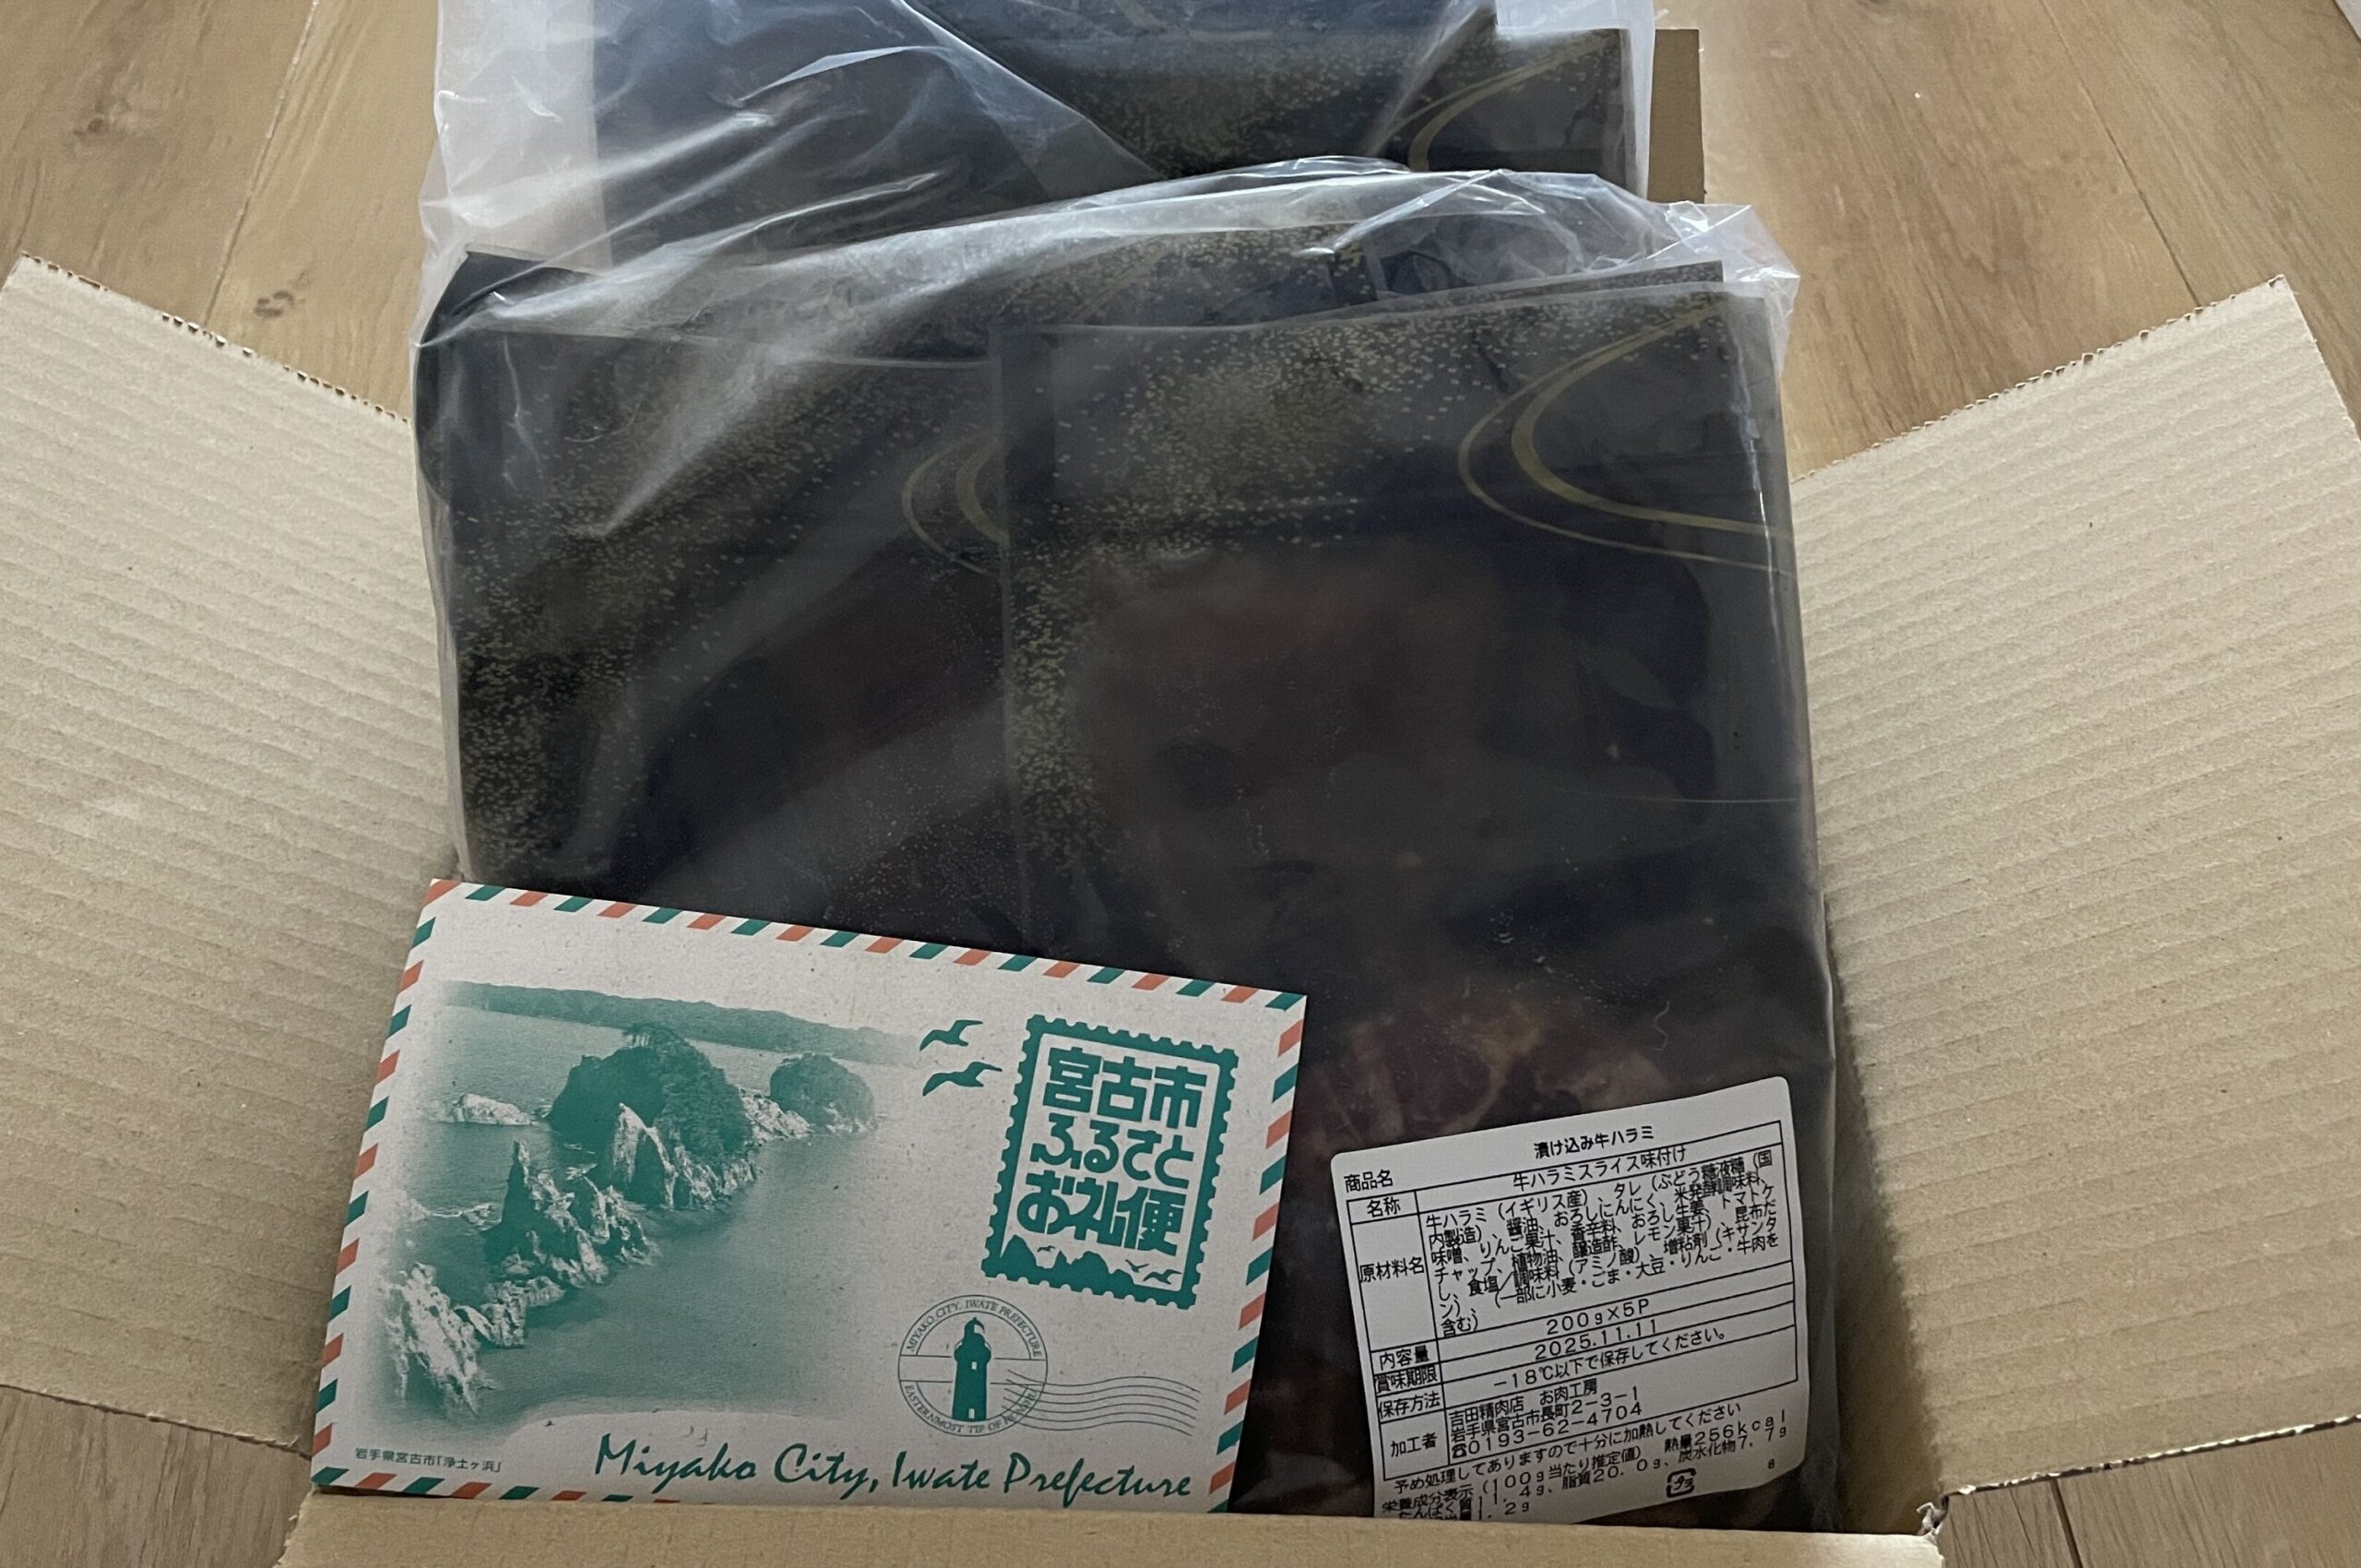 宮古市
ふるさと
お礼便
MIYAKO CITY, IWATE PREFECTURE
EASTERNMOST TIP OF HONSHU
岩手県宮古市「浄土ヶ浜」
Miyako City, Iwate Prefecture
商品名 漬け込み牛ハラミ
名称 牛ハラミスライス味付け
原材料名 牛ハラミ（イギリス産）、タレ（ぶどう糖液糖（国
内製造）、醤油、おろしにんにく、米発酵調味料、
味噌、りんご果汁、香辛料、おろし生姜、トマトケ
チャップ、植物油、醸造酢、レモン果汁）、昆布だ
し、食塩／調味料（アミノ酸）、増粘剤（キサンタ
ン）、（一部に小麦・ごま・大豆・りんご・牛肉を
含む）
内容量 200g×5P
賞味期限 2025.11.11
保存方法 -18℃以下で保存してください。
加工者 吉田精肉店 お肉工房
岩手県宮古市長町2-3-1
☎0193-62-4704
予め処理してありますので十分に加熱してください
栄養成分表示（100g当たり推定値） 熱量256kcal
たんぱく質11.4g、脂質20.0g、炭水化物7.7g
1.2g
プラ
8